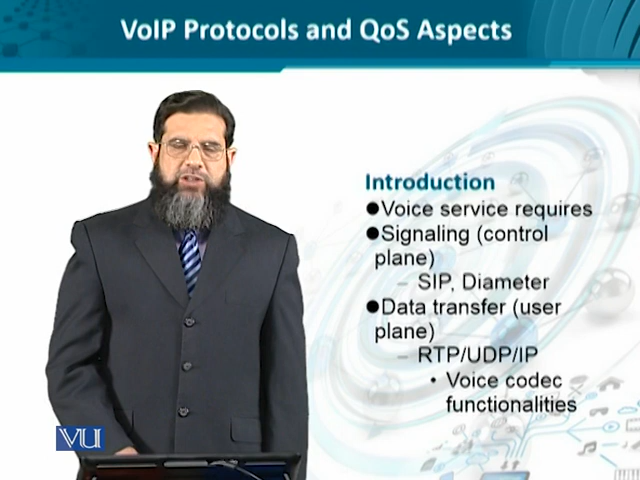 VoIP Protocols and QoS Aspects
Introduction
●Voice service requires
●Signaling (control
plane)
– SIP, Diameter
●Data transfer (user
plane)
– RTP/UDP/IP
• Voice codec
functionalities
VU